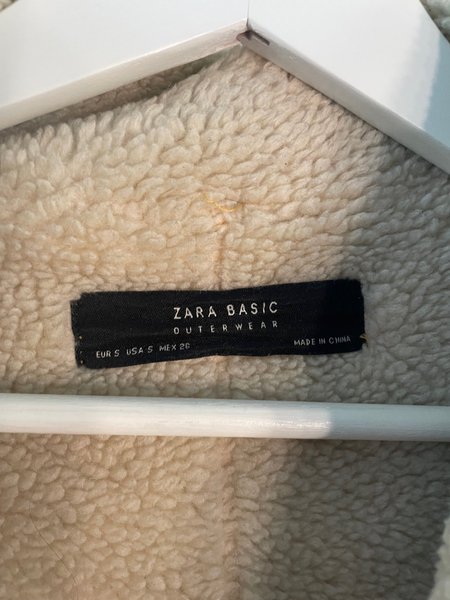 ZARA BASIC
OUTERWEAR
EUR S USA S MEX 26 MADE IN CHINA